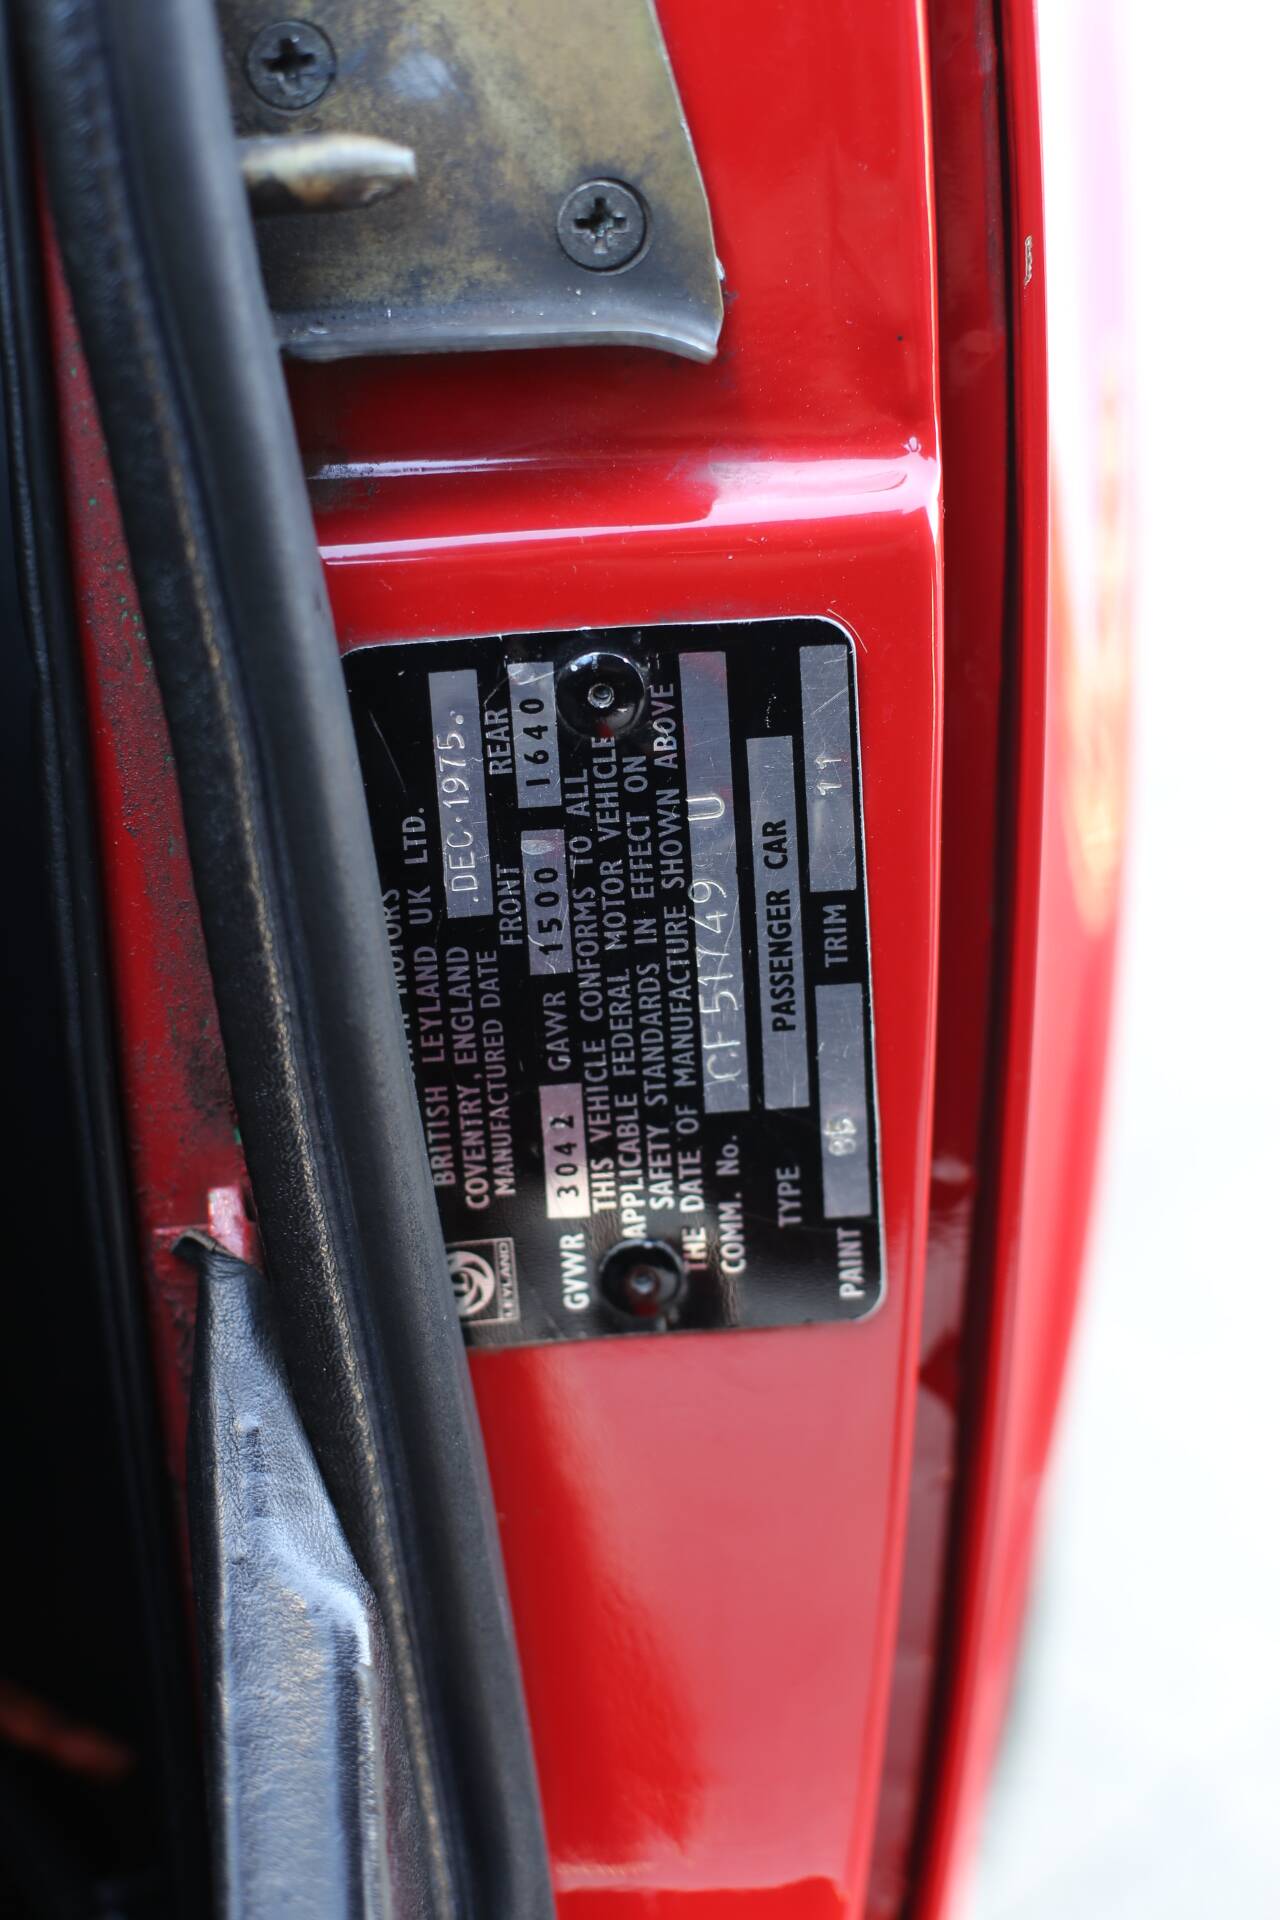 MOTORS
BRITISH LEYLAND UK LTD.
COVENTRY, ENGLAND
MANUFACTURED DATE .DEC.1975.
LEYLAND
FRONT REAR
GVWR 3042 GAWR 1500 1640
THIS VEHICLE CONFORMS TO ALL
APPLICABLE FEDERAL MOTOR VEHICLE
SAFETY STANDARDS IN EFFECT ON
THE DATE OF MANUFACTURE SHOWN ABOVE
COMM. No. CF51749 U
TYPE PASSENGER CAR
PAINT TRIM 11